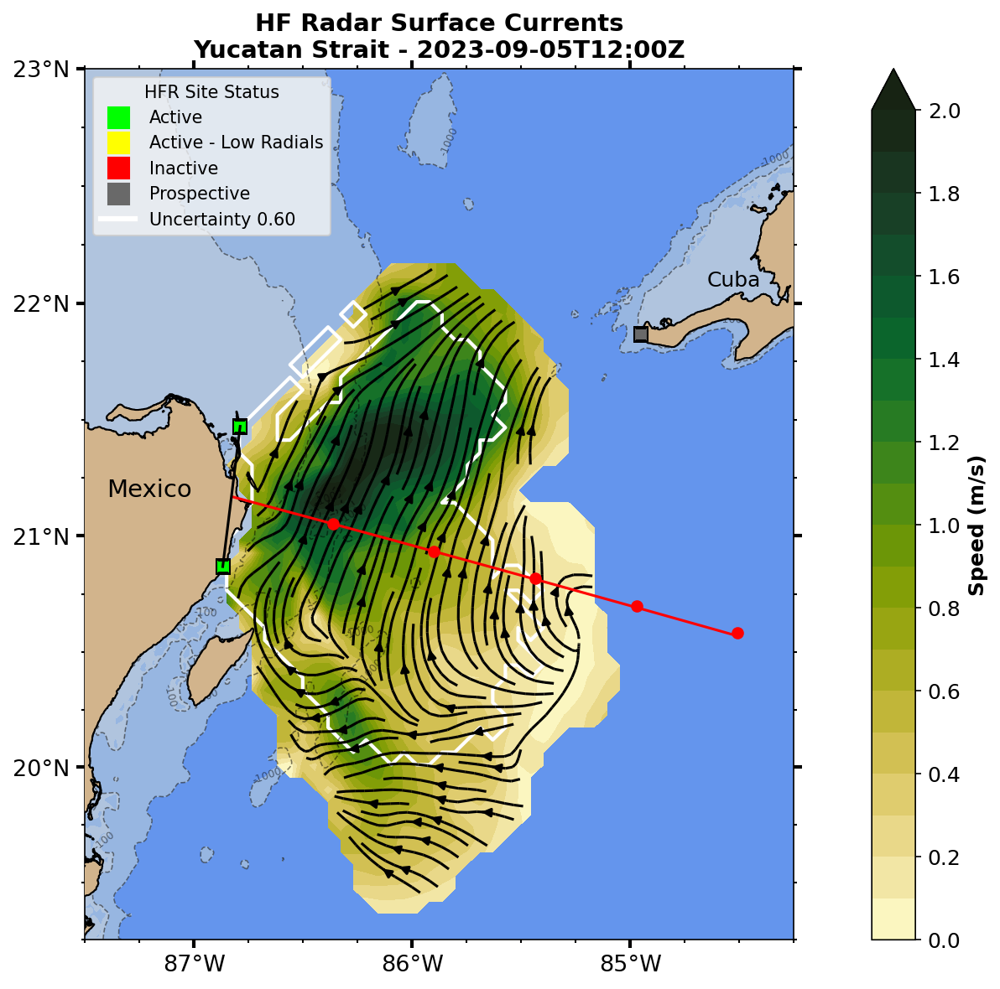 HF Radar Surface Currents
Yucatan Strait - 2023-09-05T12:00Z
23°N
22°N
21°N
20°N
HFR Site Status
Active
Active - Low Radials
Inactive
Prospective
Uncertainty 0.60
-1000
-1000
Cuba
Mexico
-100
-100
-1000
-1000
-1000
-100
87°W
86°W
85°W
2.0
1.8
1.6
1.4
1.2
1.0
0.8
0.6
0.4
0.2
0.0
Speed (m/s)